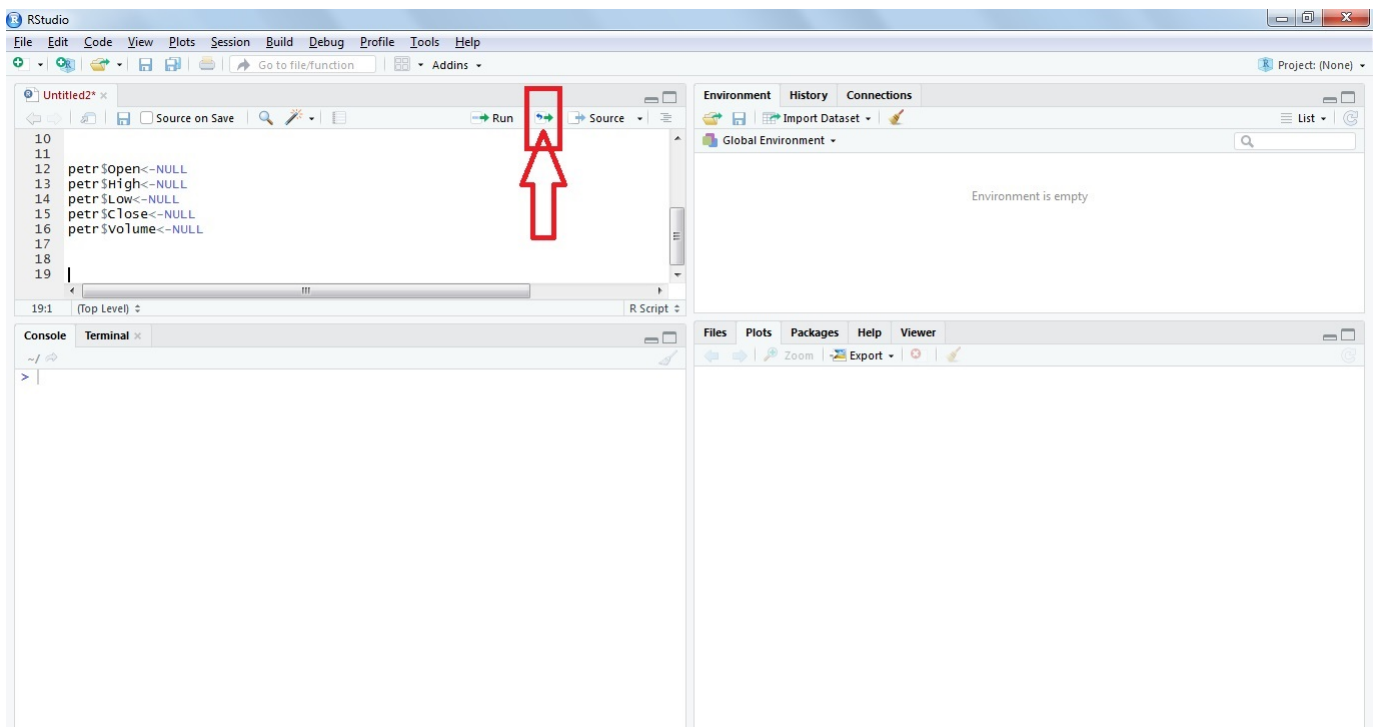 RStudio
File Edit Code View Plots Session Build Debug Profile Tools Help
Go to file/function Addins Project: (None)
Untitled2*
Source on Save Run Source
10
11
12 petr$Open<-NULL
13 petr$High<-NULL
14 petr$Low<-NULL
15 petr$Close<-NULL
16 petr$Volume<-NULL
17
18
19
19:1 (Top Level) R Script
Console Terminal
~/
>
Environment History Connections
Import Dataset List
Global Environment
Environment is empty
Files Plots Packages Help Viewer
Zoom Export